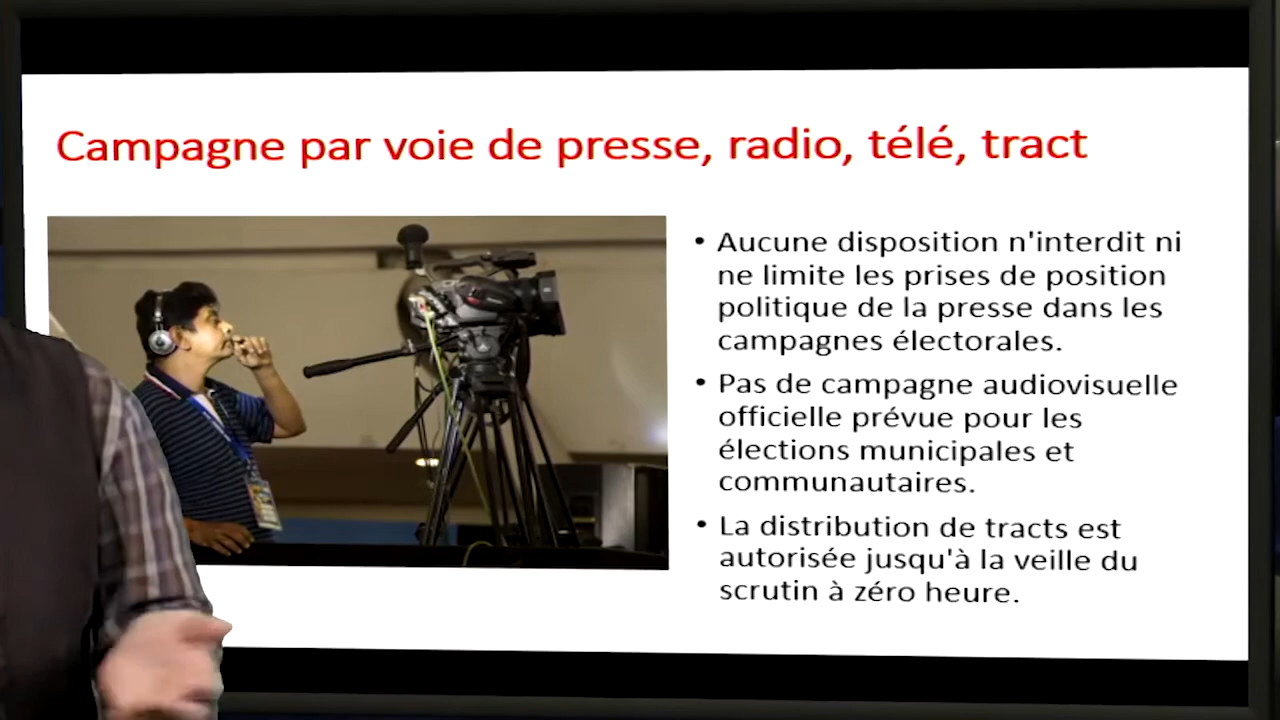 Campagne par voie de presse, radio, télé, tract
• Aucune disposition n'interdit ni
ne limite les prises de position
politique de la presse dans les
campagnes électorales.
• Pas de campagne audiovisuelle
officielle prévue pour les
élections municipales et
communautaires.
• La distribution de tracts est
autorisée jusqu'à la veille du
scrutin à zéro heure.